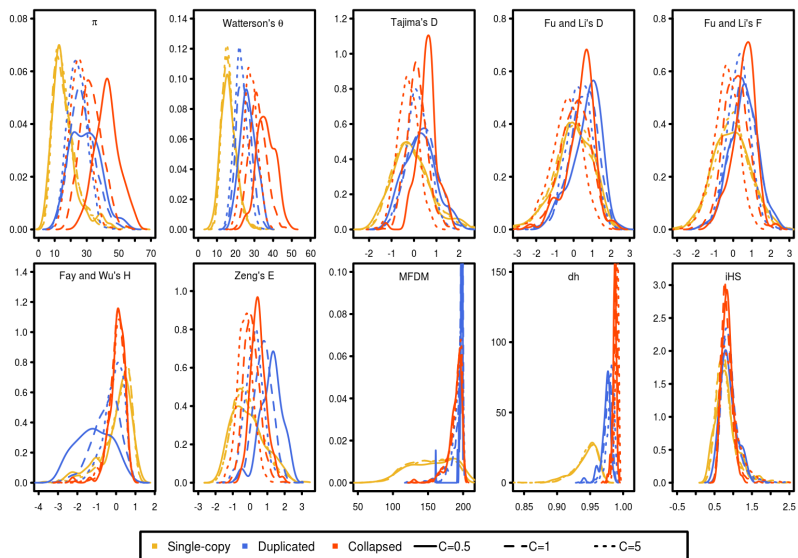 π
Watterson's θ
Tajima's D
Fu and Li's D
Fu and Li's F
0.08
0.06
0.04
0.02
0.00
0 10 20 30 40 50 60 70
0.14
0.12
0.10
0.08
0.06
0.04
0.02
0.00
0 10 20 30 40 50 60
1.2
1.0
0.8
0.6
0.4
0.2
0.0
-2 -1 0 1 2
0.8
0.6
0.4
0.2
0.0
-3 -2 -1 0 1 2 3
0.8
0.6
0.4
0.2
0.0
-3 -2 -1 0 1 2 3
Fay and Wu's H
Zeng's E
MFDM
dh
iHS
1.4
1.2
1.0
0.8
0.6
0.4
0.2
0.0
-4 -3 -2 -1 0 1 2
1.0
0.8
0.6
0.4
0.2
0.0
-3 -2 -1 0 1 2 3
0.10
0.08
0.06
0.04
0.02
0.00
50 100 150 200
150
100
50
0
0.85 0.90 0.95 1.00
3.0
2.5
2.0
1.5
1.0
0.5
0.0
-0.5 0.5 1.5 2.5
Single-copy Duplicated Collapsed C=0.5 C=1 C=5